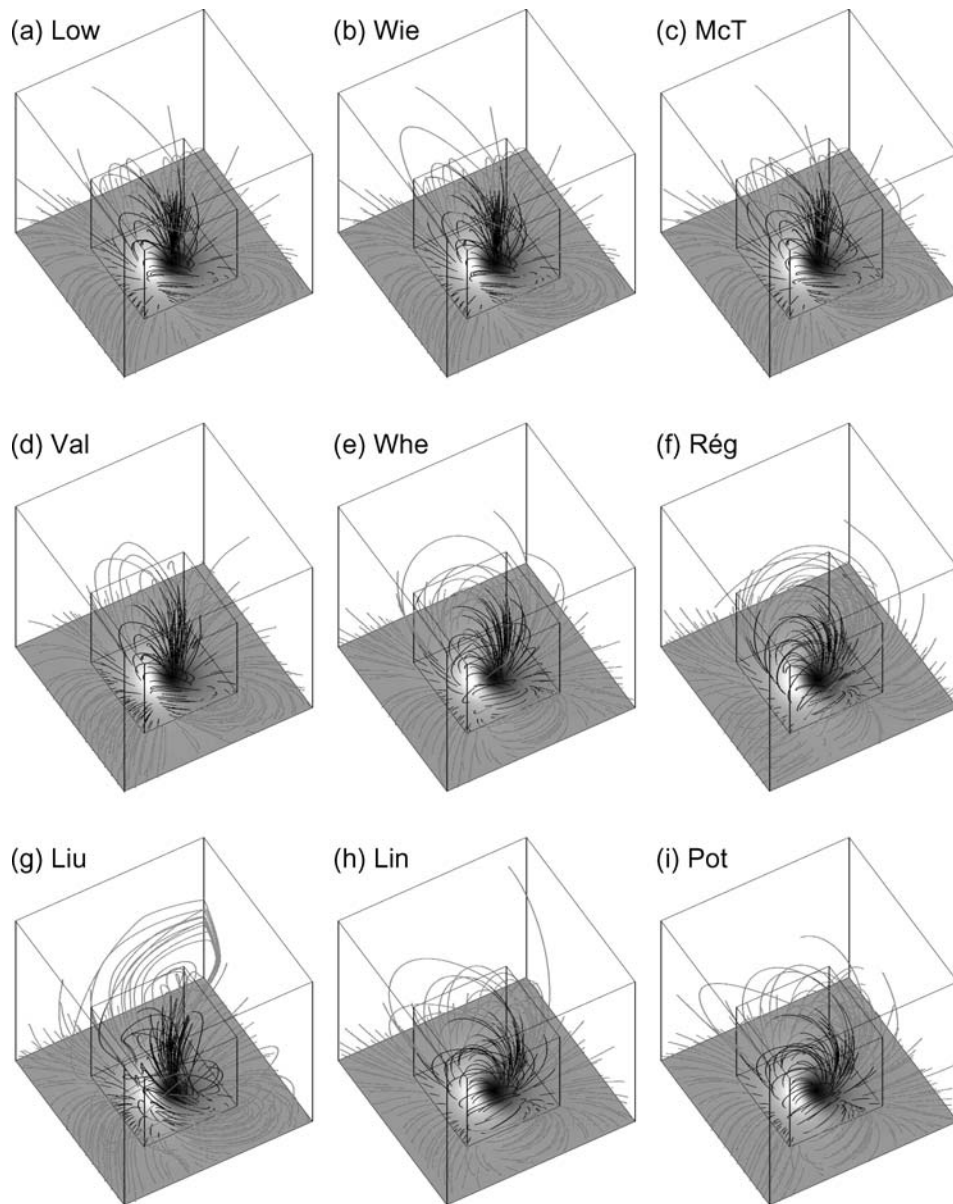 (a) Low
(b) Wie
(c) McT
(d) Val
(e) Whe
(f) Rég
(g) Liu
(h) Lin
(i) Pot